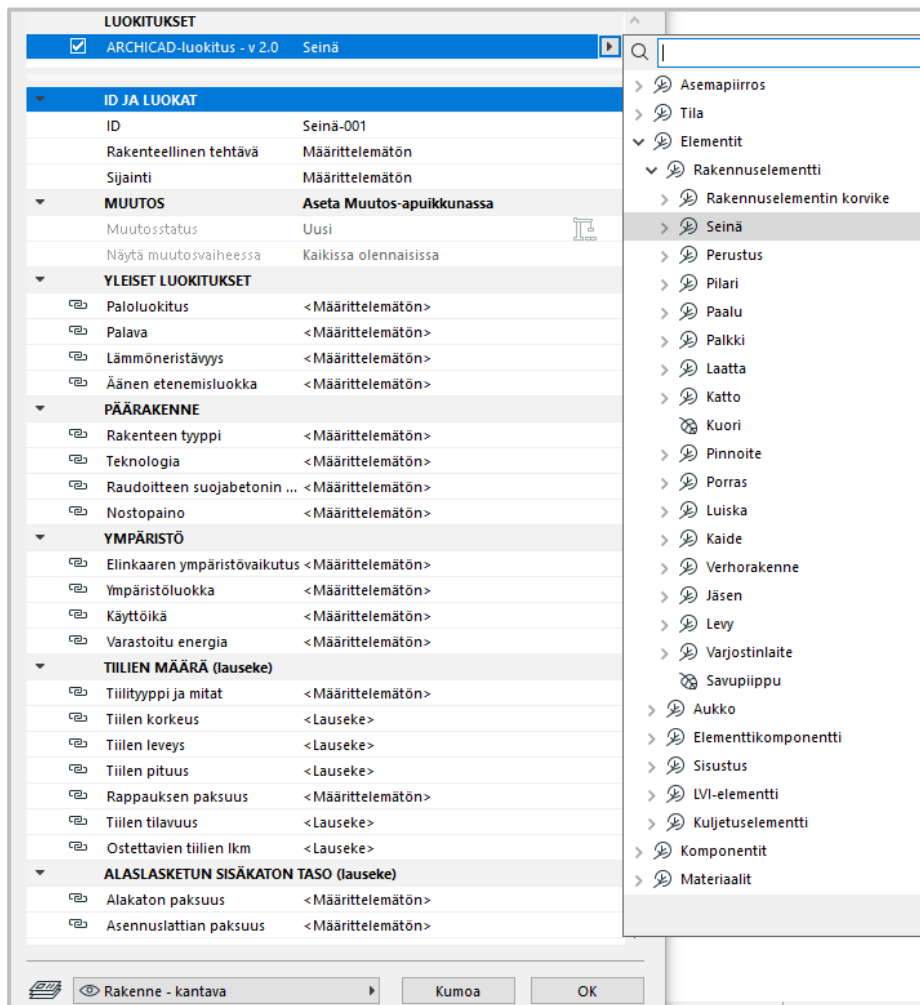 LUOKITUKSET
ARCHICAD-luokitus - v 2.0 Seinä
ID JA LUOKAT
ID Seinä-001
Rakenteellinen tehtävä Määrittelemätön
Sijainti Määrittelemätön
MUUTOS Aseta Muutos-apuikkunassa
Muutosstatus Uusi
Näytä muutosvaiheessa Kaikissa olennaisissa
YLEISET LUOKITUKSET
Paloluokitus <Määrittelemätön>
Palava <Määrittelemätön>
Lämmöneristävyys <Määrittelemätön>
Äänen etenemisluokka <Määrittelemätön>
PÄÄRAKENNE
Rakenteen tyyppi <Määrittelemätön>
Teknologia <Määrittelemätön>
Raudoitteen suojabetonin ... <Määrittelemätön>
Nostopaino <Määrittelemätön>
YMPÄRISTÖ
Elinkaaren ympäristövaikutus <Määrittelemätön>
Ympäristöluokka <Määrittelemätön>
Käyttöikä <Määrittelemätön>
Varastoitu energia <Määrittelemätön>
TIILIEN MÄÄRÄ (lauseke)
Tiilityyppi ja mitat <Määrittelemätön>
Tiilen korkeus <Lauseke>
Tiilen leveys <Lauseke>
Tiilen pituus <Lauseke>
Rappauksen paksuus <Määrittelemätön>
Tiilen tilavuus <Lauseke>
Ostettavien tiilien lkm <Lauseke>
ALASLASKETUN SISÄKATON TASO (lauseke)
Alakaton paksuus <Määrittelemätön>
Asennuslattian paksuus <Määrittelemätön>
Rakenne - kantava
Kumoa
OK
Asemapiirros
Tila
Elementit
Rakennuselementti
Rakennuselementin korvike
Seinä
Perustus
Pilari
Paalu
Palkki
Laatta
Katto
Kuori
Pinnoite
Porras
Luiska
Kaide
Verhorakenne
Jäsen
Levy
Varjostinlaite
Savupiippu
Aukko
Elementtikomponentti
Sisustus
LVI-elementti
Kuljetuselementti
Komponentit
Materiaalit